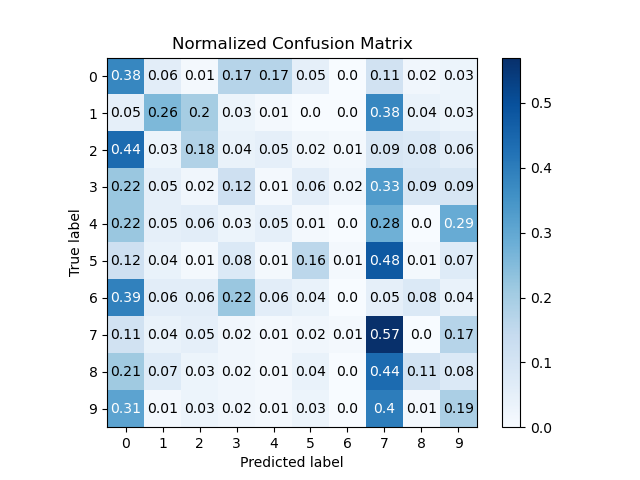 Normalized Confusion Matrix
0 0.38 0.06 0.01 0.17 0.17 0.05 0.0 0.11 0.02 0.03
1 0.05 0.26 0.2 0.03 0.01 0.0 0.0 0.38 0.04 0.03
2 0.44 0.03 0.18 0.04 0.05 0.02 0.01 0.09 0.08 0.06
3 0.22 0.05 0.02 0.12 0.01 0.06 0.02 0.33 0.09 0.09
4 0.22 0.05 0.06 0.03 0.05 0.01 0.0 0.28 0.0 0.29
5 0.12 0.04 0.01 0.08 0.01 0.16 0.01 0.48 0.01 0.07
6 0.39 0.06 0.06 0.22 0.06 0.04 0.0 0.05 0.08 0.04
7 0.11 0.04 0.05 0.02 0.01 0.02 0.01 0.57 0.0 0.17
8 0.21 0.07 0.03 0.02 0.01 0.04 0.0 0.44 0.11 0.08
9 0.31 0.01 0.03 0.02 0.01 0.03 0.0 0.4 0.01 0.19
0 1 2 3 4 5 6 7 8 9
Predicted label
True label
0.5
0.4
0.3
0.2
0.1
0.0